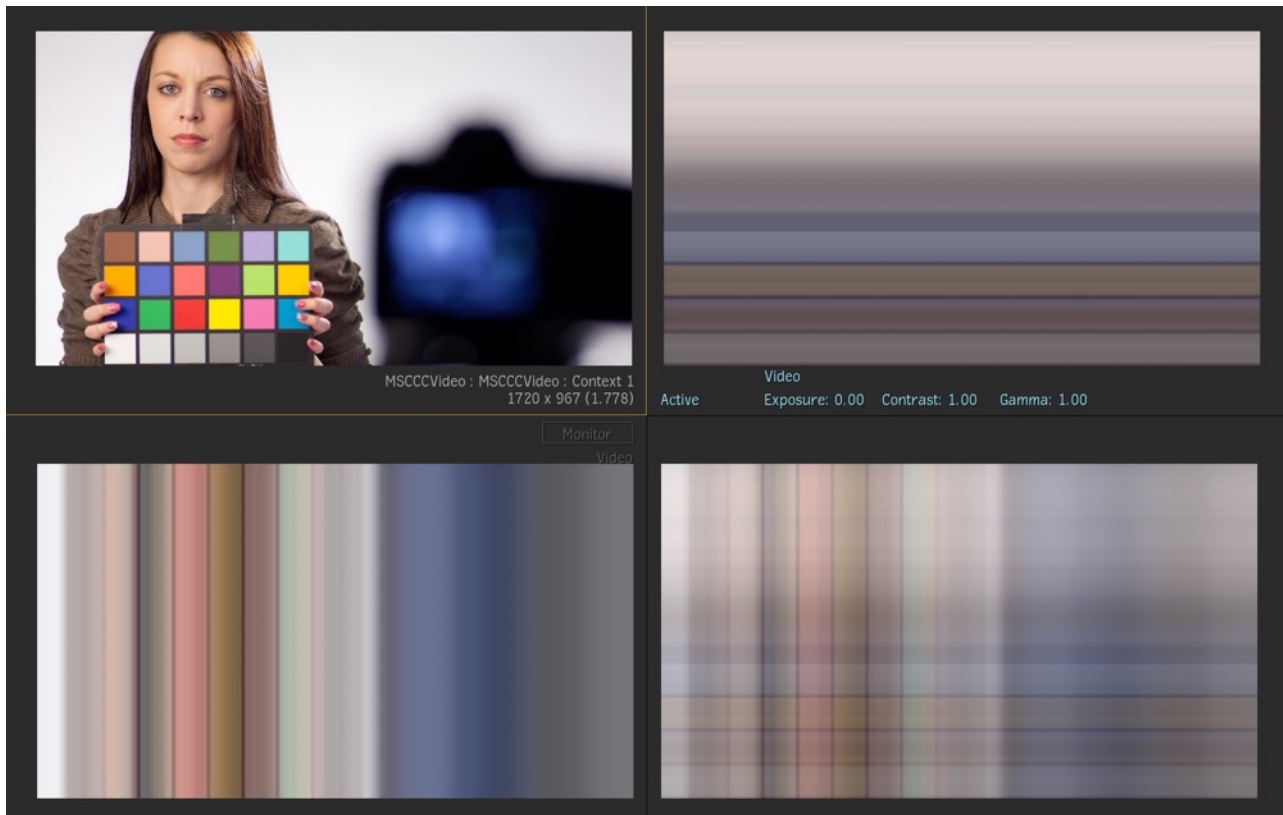 MSCCCVideo : MSCCCVideo : Context 1
1720 x 967 (1.778)
Video
Active Exposure: 0.00 Contrast: 1.00 Gamma: 1.00
Monitor
Video